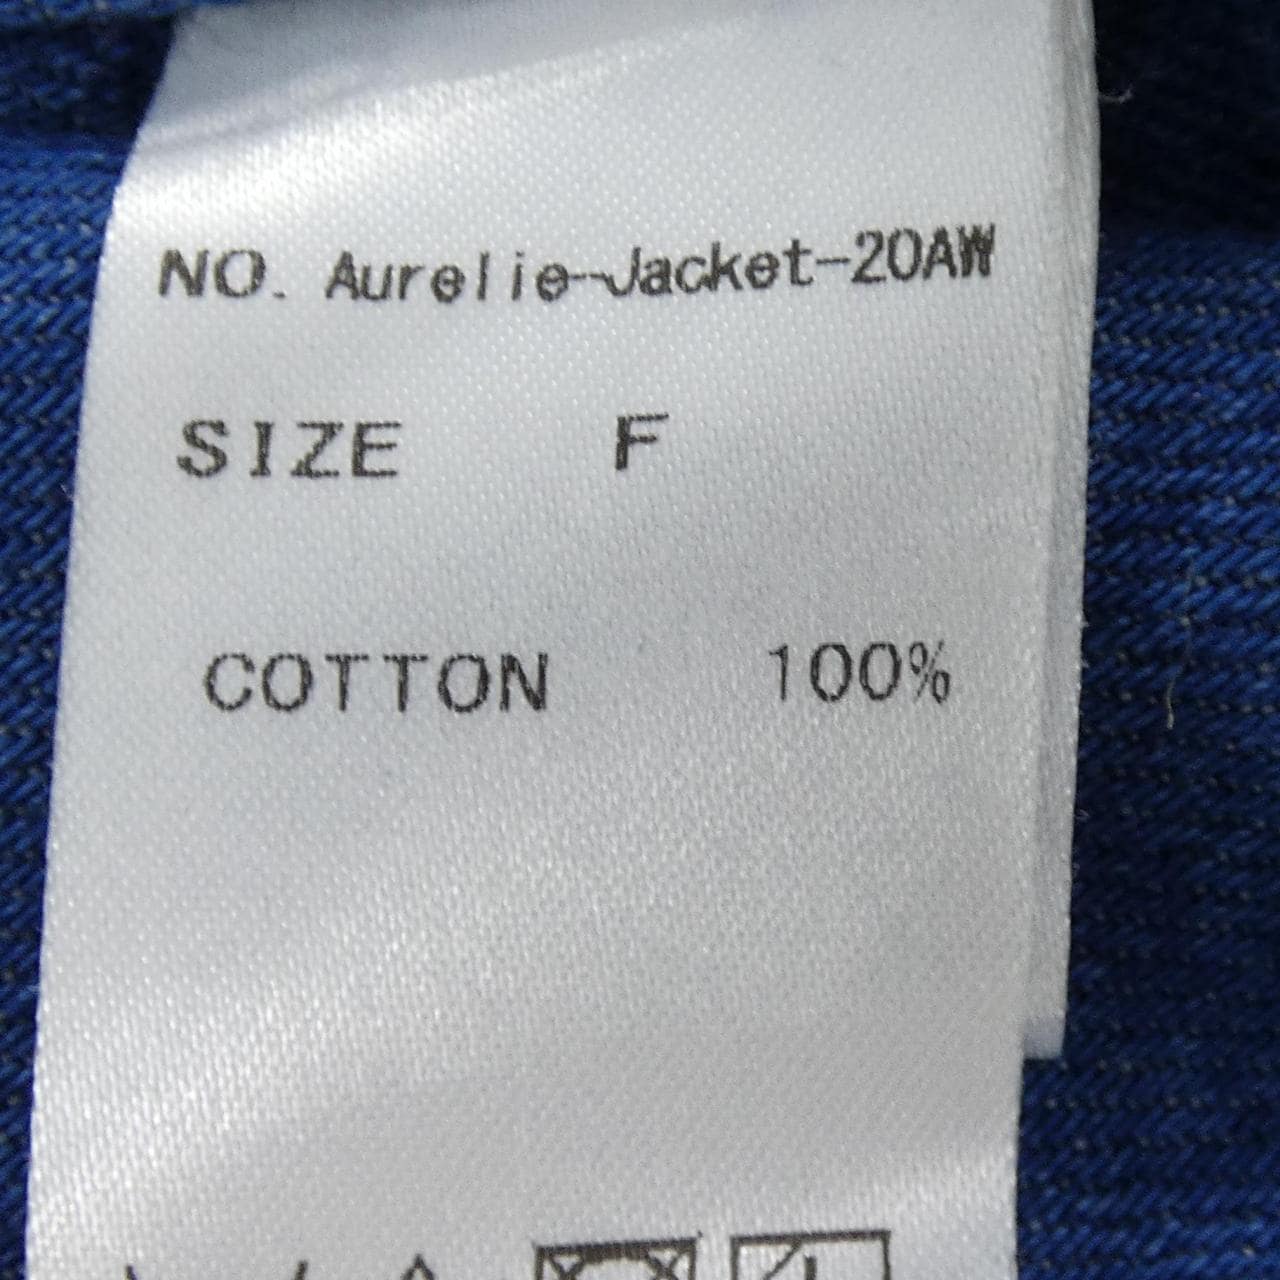 NO. Aurelie-Jacket-20AW
SIZE F
COTTON 100%